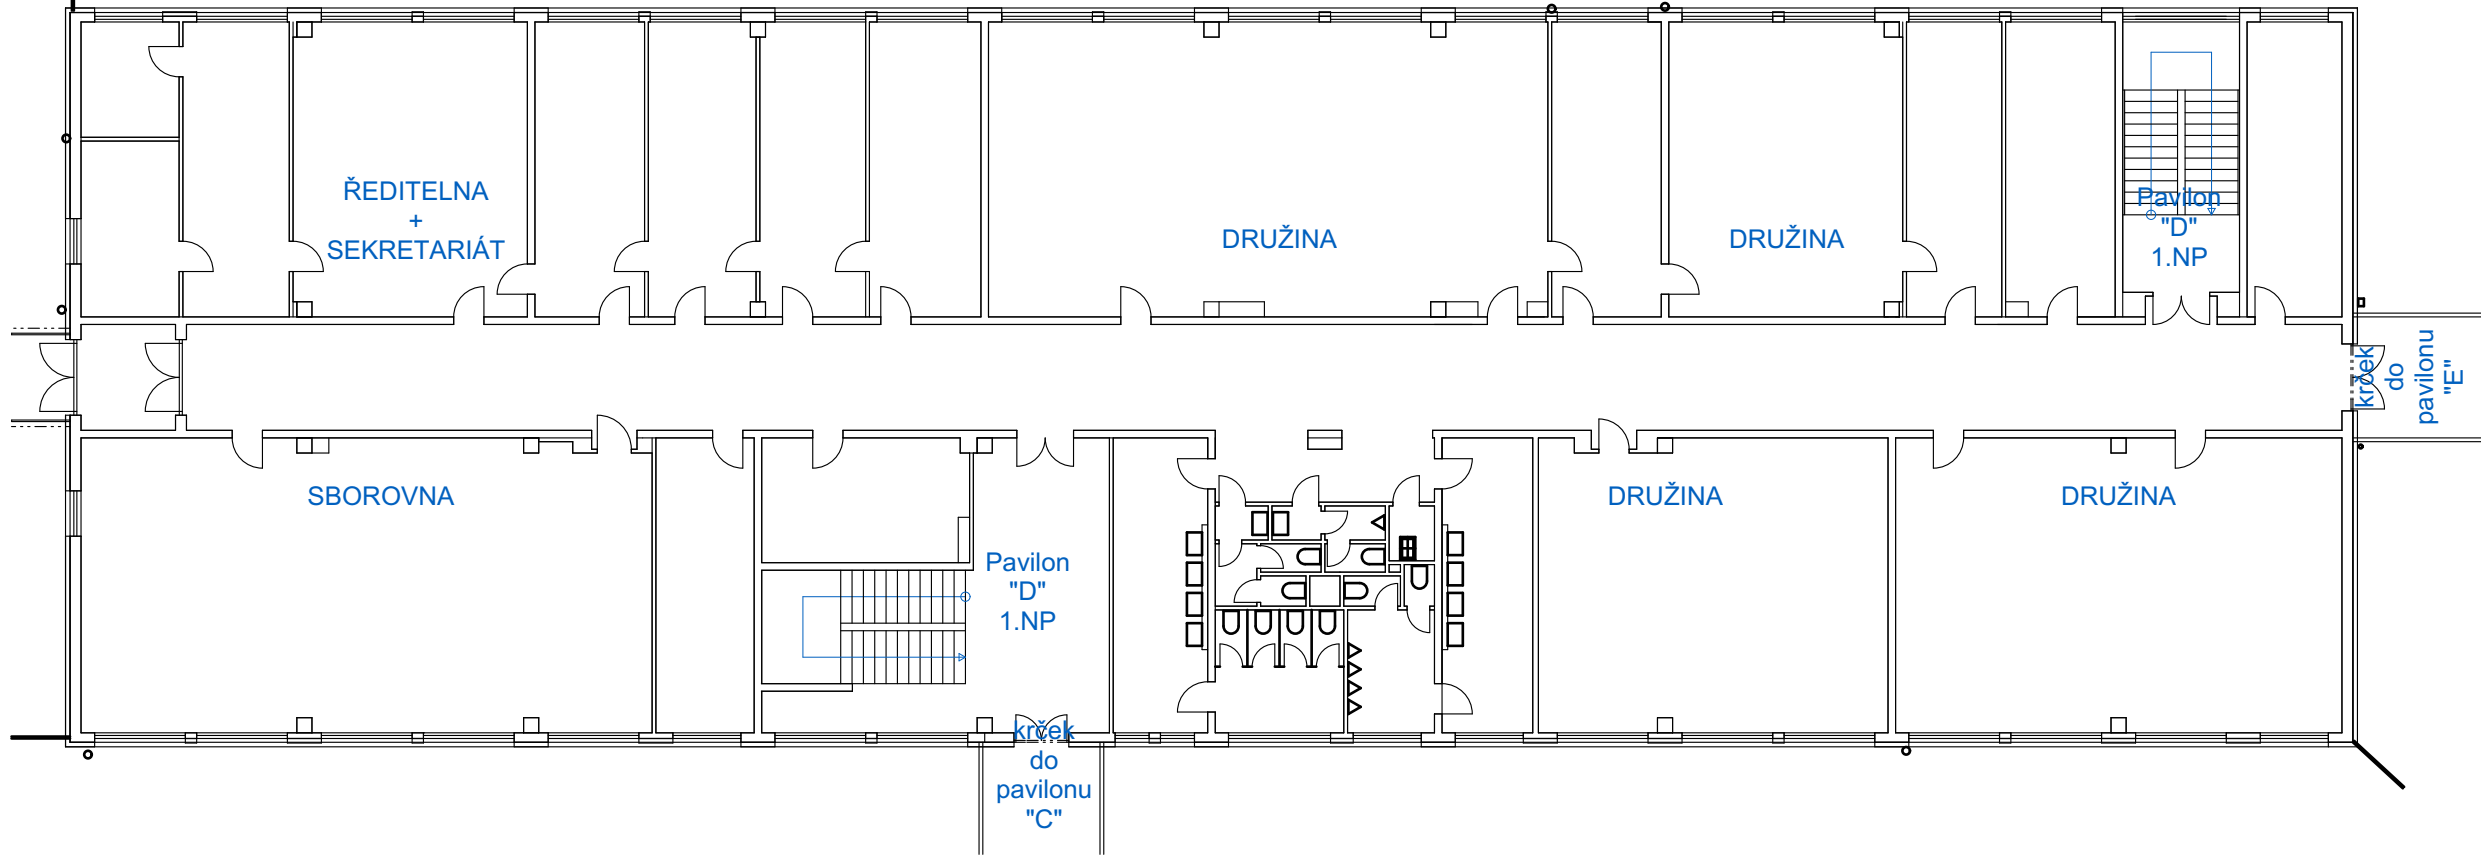 ŘEDITELNA
+
SEKRETARIÁT
DRUŽINA
DRUŽINA
Pavilon
"D"
1.NP
krček
do
pavilonu
"E"
SBOROVNA
Pavilon
"D"
1.NP
DRUŽINA
DRUŽINA
krček
do
pavilonu
"C"